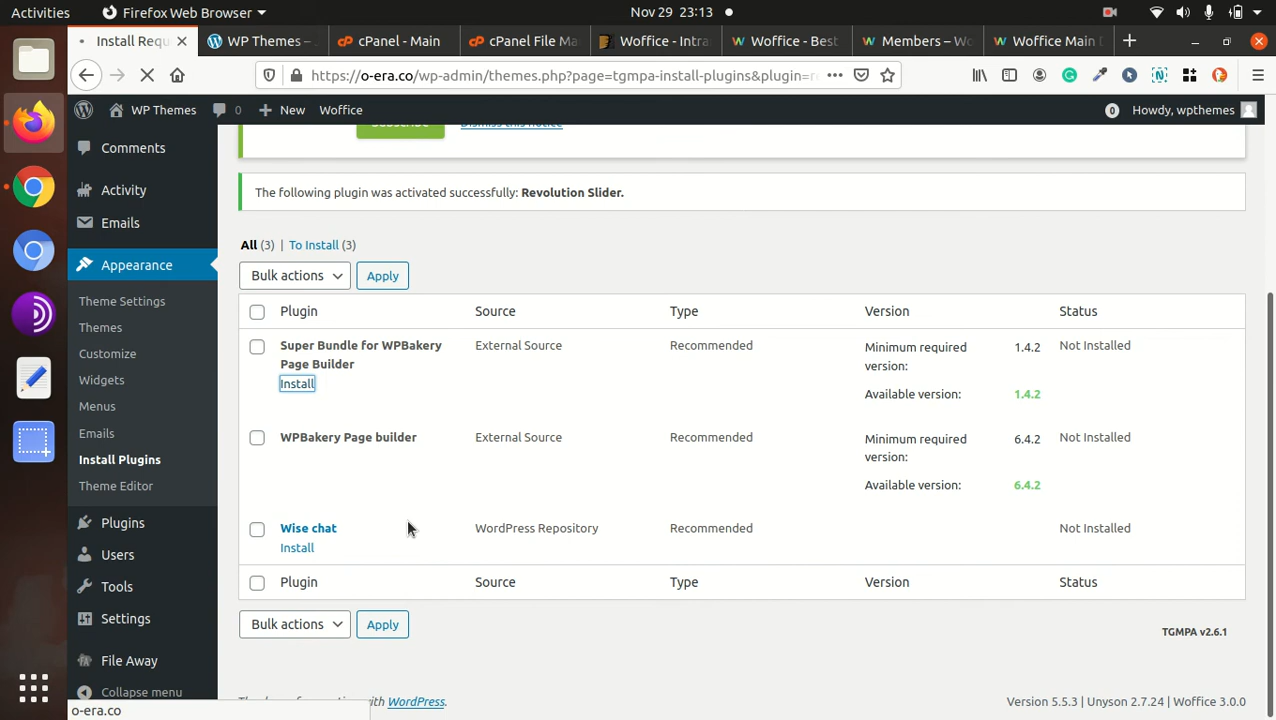 Activities
Firefox Web Browser
Nov 29 23:13
Install Requ
WP Themes –
cPanel - Main
cPanel File Ma
Woffice - Intra
Woffice - Best
Members – Wo
Woffice Main D
https://o-era.co/wp-admin/themes.php?page=tgmpa-install-plugins&plugin=r
WP Themes
0
New
Woffice
0
Howdy, wpthemes
Comments
Activity
Emails
Appearance
Theme Settings
Themes
Customize
Widgets
Menus
Emails
Install Plugins
Theme Editor
Plugins
Users
Tools
Settings
File Away
Collapse menu
o-era.co
Dismiss this notice
The following plugin was activated successfully: Revolution Slider.
All (3) | To Install (3)
Bulk actions
Apply
Plugin Source Type Version Status
Super Bundle for WPBakery Page Builder
Install
External Source
Recommended
Minimum required version: 1.4.2
Available version: 1.4.2
Not Installed
WPBakery Page builder
External Source
Recommended
Minimum required version: 6.4.2
Available version: 6.4.2
Not Installed
Wise chat
Install
WordPress Repository
Recommended
Not Installed
Plugin Source Type Version Status
Bulk actions
Apply
TGMPA v2.6.1
with WordPress.
Version 5.5.3 | Unyson 2.7.24 | Woffice 3.0.0